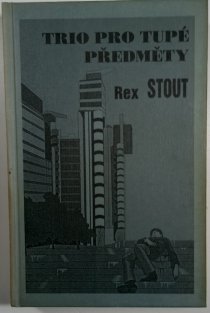 TRIO PRO TUPÉ
PŘEDMĚTY
Rex STOUT